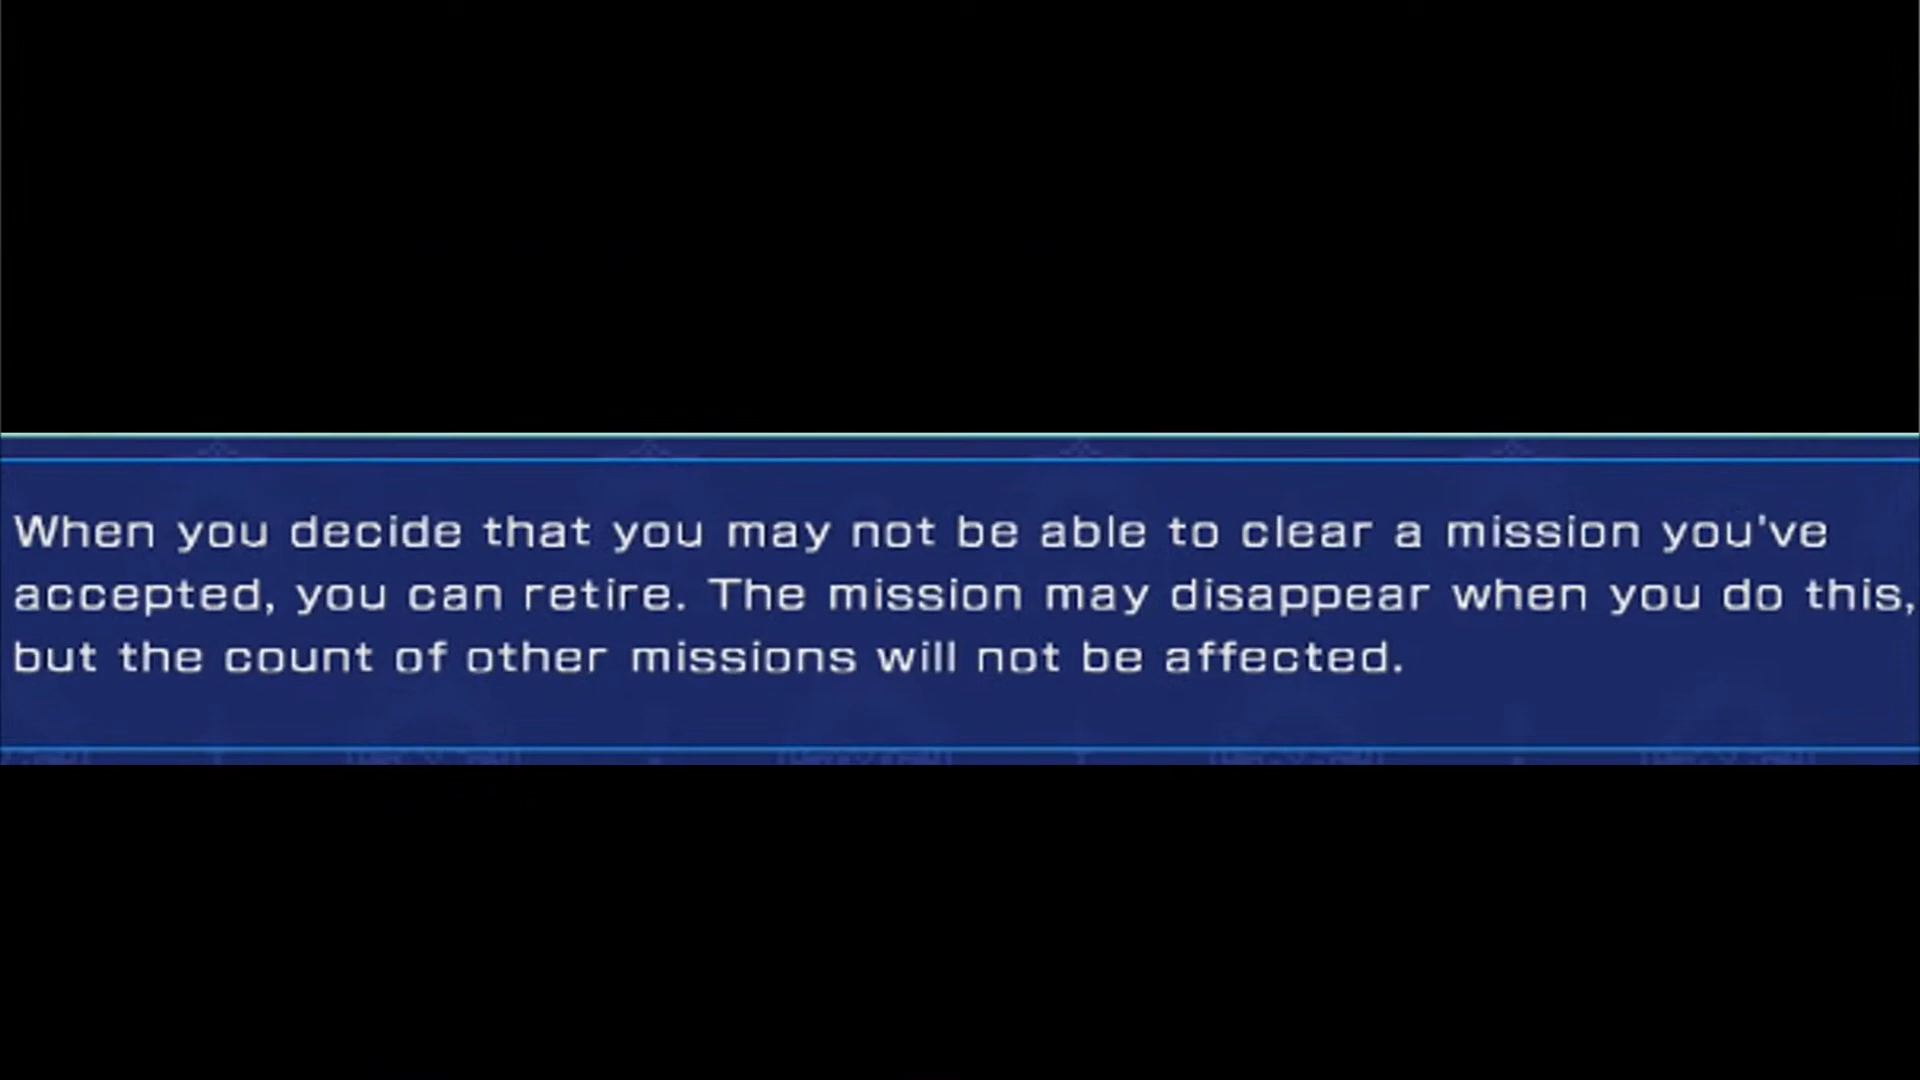 When you decide that you may not be able to clear a mission you've
accepted, you can retire. The mission may disappear when you do this,
but the count of other missions will not be affected.